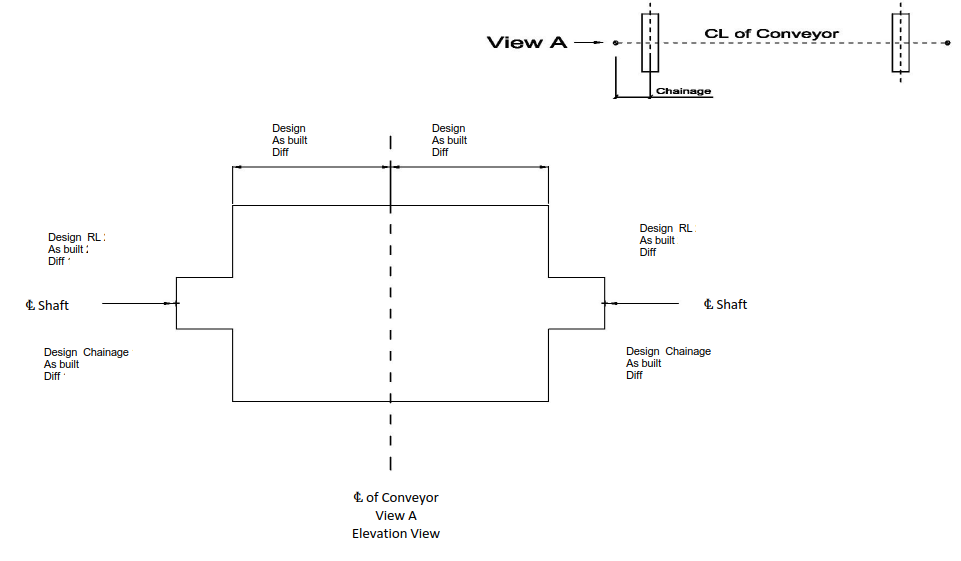 View A
CL of Conveyor
Chainage
Design
As built
Diff
Design
As built
Diff
Design RL :
As built :
Diff
Design RL
As built
Diff
℄ Shaft
℄ Shaft
Design Chainage
As built
Diff
Design Chainage
As built
Diff
℄ of Conveyor
View A
Elevation View